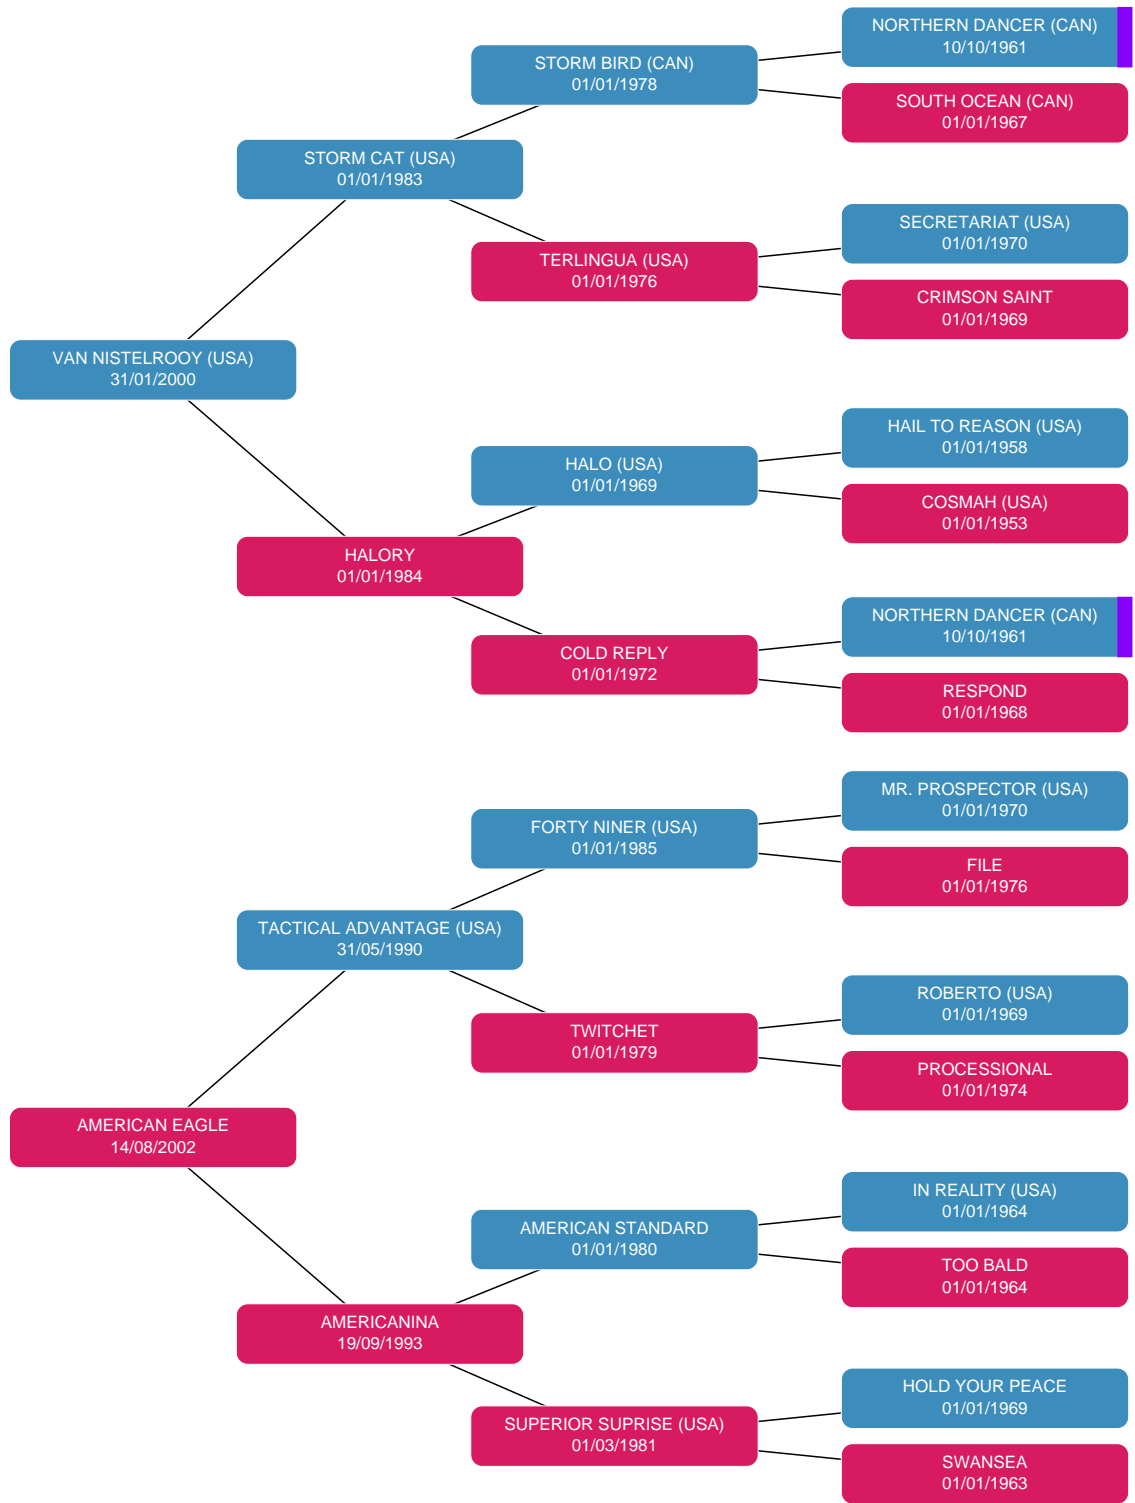 NORTHERN DANCER (CAN)
10/10/1961
STORM BIRD (CAN)
01/01/1978
SOUTH OCEAN (CAN)
01/01/1967
STORM CAT (USA)
01/01/1983
SECRETARIAT (USA)
01/01/1970
TERLINGUA (USA)
01/01/1976
CRIMSON SAINT
01/01/1969
VAN NISTELROOY (USA)
31/01/2000
HAIL TO REASON (USA)
01/01/1958
HALO (USA)
01/01/1969
COSMAH (USA)
01/01/1953
HALORY
01/01/1984
NORTHERN DANCER (CAN)
10/10/1961
COLD REPLY
01/01/1972
RESPOND
01/01/1968
MR. PROSPECTOR (USA)
01/01/1970
FORTY NINER (USA)
01/01/1985
FILE
01/01/1976
TACTICAL ADVANTAGE (USA)
31/05/1990
ROBERTO (USA)
01/01/1969
TWITCHET
01/01/1979
PROCESSIONAL
01/01/1974
AMERICAN EAGLE
14/08/2002
IN REALITY (USA)
01/01/1964
AMERICAN STANDARD
01/01/1980
TOO BALD
01/01/1964
AMERICANINA
19/09/1993
HOLD YOUR PEACE
01/01/1969
SUPERIOR SUPRISE (USA)
01/03/1981
SWANSEA
01/01/1963